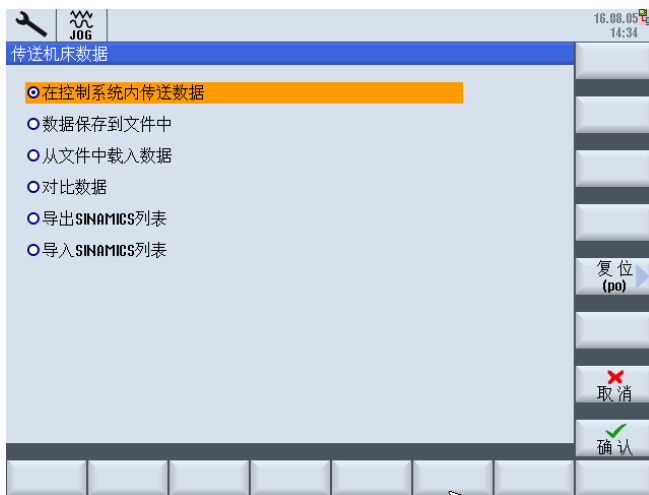 JOG
16.08.05
14:34
传送机床数据
在控制系统内传送数据
数据保存到文件中
从文件中载入数据
对比数据
导出SINAMICS列表
导入SINAMICS列表
复位
(po)
取消
确认